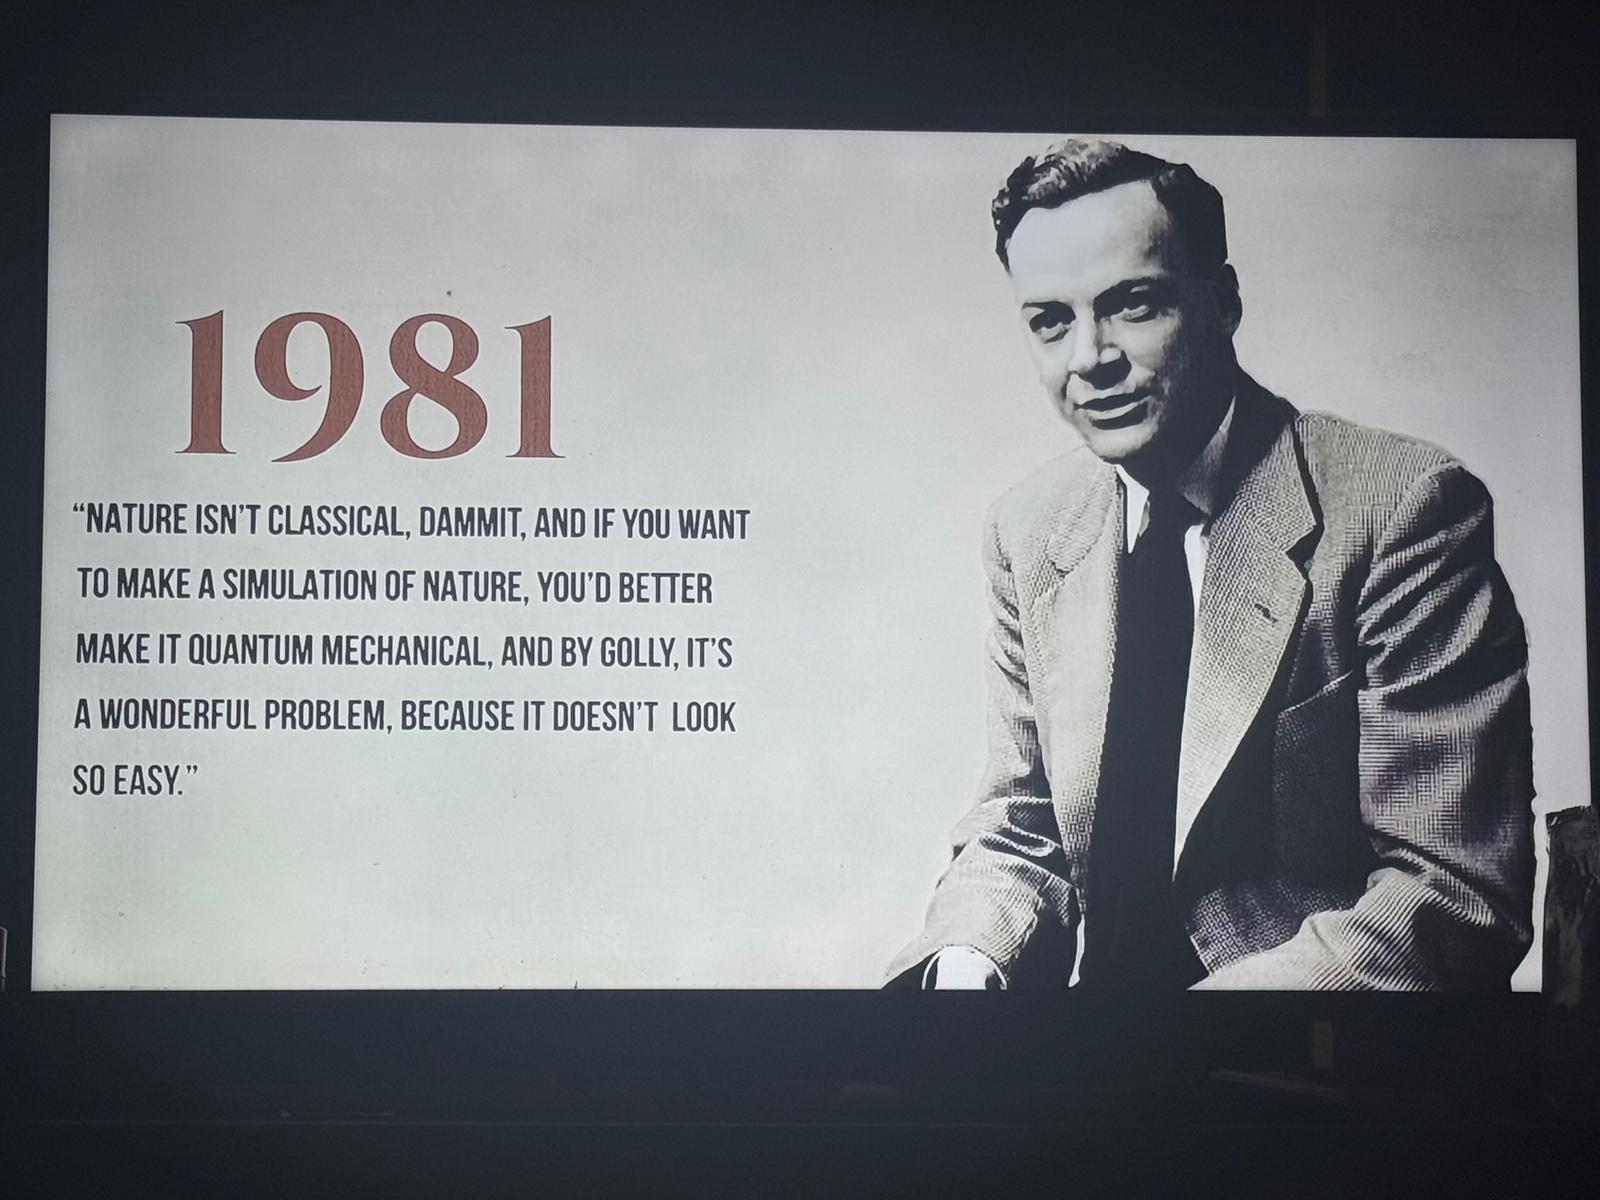 1981
“NATURE ISN’T CLASSICAL, DAMMIT, AND IF YOU WANT
TO MAKE A SIMULATION OF NATURE, YOU’D BETTER
MAKE IT QUANTUM MECHANICAL, AND BY GOLLY, IT’S
A WONDERFUL PROBLEM, BECAUSE IT DOESN’T LOOK
SO EASY.”